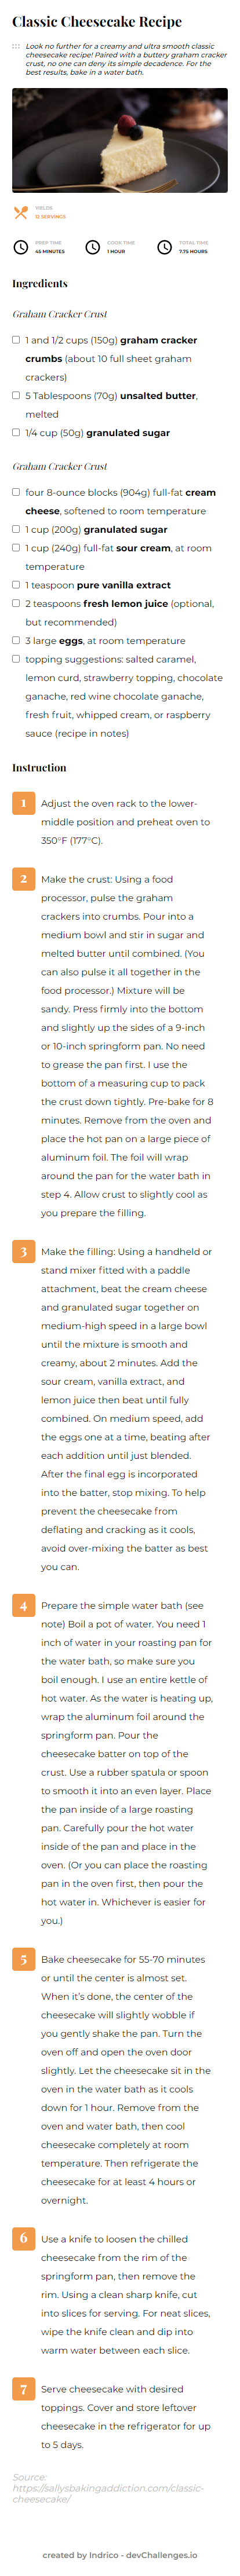 Classic Cheesecake Recipe
Look no further for a creamy and ultra smooth classic
cheesecake recipe! Paired with a buttery graham cracker
crust, no one can deny its simple decadence. For the
best results, bake in a water bath.
YIELDS
12 SERVINGS
PREP TIME
45 MINUTES
COOK TIME
1 HOUR
TOTAL TIME
7.75 HOURS
Ingredients
Graham Cracker Crust
1 and 1/2 cups (150g) graham cracker
crumbs (about 10 full sheet graham
crackers)
5 Tablespoons (70g) unsalted butter,
melted
1/4 cup (50g) granulated sugar
Graham Cracker Crust
four 8-ounce blocks (904g) full-fat cream
cheese, softened to room temperature
1 cup (200g) granulated sugar
1 cup (240g) full-fat sour cream, at room
temperature
1 teaspoon pure vanilla extract
2 teaspoons fresh lemon juice (optional,
but recommended)
3 large eggs, at room temperature
topping suggestions: salted caramel,
lemon curd, strawberry topping, chocolate
ganache, red wine chocolate ganache,
fresh fruit, whipped cream, or raspberry
sauce (recipe in notes)
Instruction
1
Adjust the oven rack to the lower-
middle position and preheat oven to
350°F (177°C).
2
Make the crust: Using a food
processor, pulse the graham
crackers into crumbs. Pour into a
medium bowl and stir in sugar and
melted butter until combined. (You
can also pulse it all together in the
food processor.) Mixture will be
sandy. Press firmly into the bottom
and slightly up the sides of a 9-inch
or 10-inch springform pan. No need
to grease the pan first. I use the
bottom of a measuring cup to pack
the crust down tightly. Pre-bake for 8
minutes. Remove from the oven and
place the hot pan on a large piece of
aluminum foil. The foil will wrap
around the pan for the water bath in
step 4. Allow crust to slightly cool as
you prepare the filling.
3
Make the filling: Using a handheld or
stand mixer fitted with a paddle
attachment, beat the cream cheese
and granulated sugar together on
medium-high speed in a large bowl
until the mixture is smooth and
creamy, about 2 minutes. Add the
sour cream, vanilla extract, and
lemon juice then beat until fully
combined. On medium speed, add
the eggs one at a time, beating after
each addition until just blended.
After the final egg is incorporated
into the batter, stop mixing. To help
prevent the cheesecake from
deflating and cracking as it cools,
avoid over-mixing the batter as best
you can.
4
Prepare the simple water bath (see
note) Boil a pot of water. You need 1
inch of water in your roasting pan for
the water bath, so make sure you
boil enough. I use an entire kettle of
hot water. As the water is heating up,
wrap the aluminum foil around the
springform pan. Pour the
cheesecake batter on top of the
crust. Use a rubber spatula or spoon
to smooth it into an even layer. Place
the pan inside of a large roasting
pan. Carefully pour the hot water
inside of the pan and place in the
oven. (Or you can place the roasting
pan in the oven first, then pour the
hot water in. Whichever is easier for
you.)
5
Bake cheesecake for 55-70 minutes
or until the center is almost set.
When it's done, the center of the
cheesecake will slightly wobble if
you gently shake the pan. Turn the
oven off and open the oven door
slightly. Let the cheesecake sit in the
oven in the water bath as it cools
down for 1 hour. Remove from the
oven and water bath, then cool
cheesecake completely at room
temperature. Then refrigerate the
cheesecake for at least 4 hours or
overnight.
6
Use a knife to loosen the chilled
cheesecake from the rim of the
springform pan, then remove the
rim. Using a clean sharp knife, cut
into slices for serving. For neat slices,
wipe the knife clean and dip into
warm water between each slice.
7
Serve cheesecake with desired
toppings. Cover and store leftover
cheesecake in the refrigerator for up
to 5 days.
Source:
https://sallysbakingaddiction.com/classic-
cheesecake/
created by Indrico - devChallenges.io